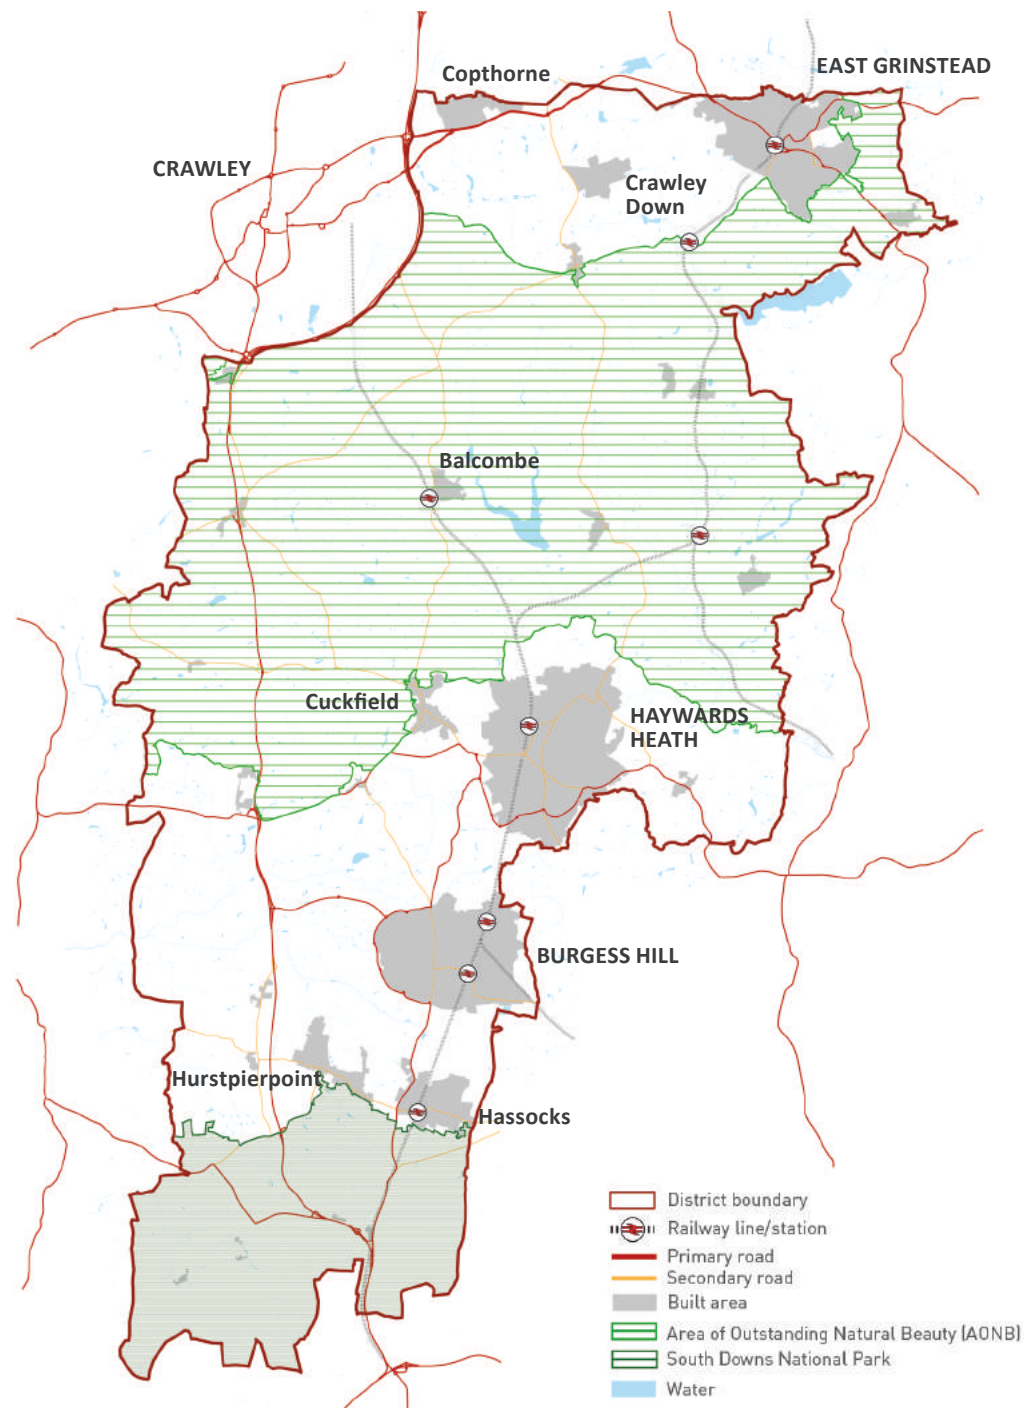 Copthorne
EAST GRINSTEAD
CRAWLEY
Crawley
Down
Balcombe
Cuckfield
HAYWARDS
HEATH
BURGESS HILL
Hurstpierpoint
Hassocks
District boundary
Railway line/station
Primary road
Secondary road
Built area
Area of Outstanding Natural Beauty (AONB)
South Downs National Park
Water